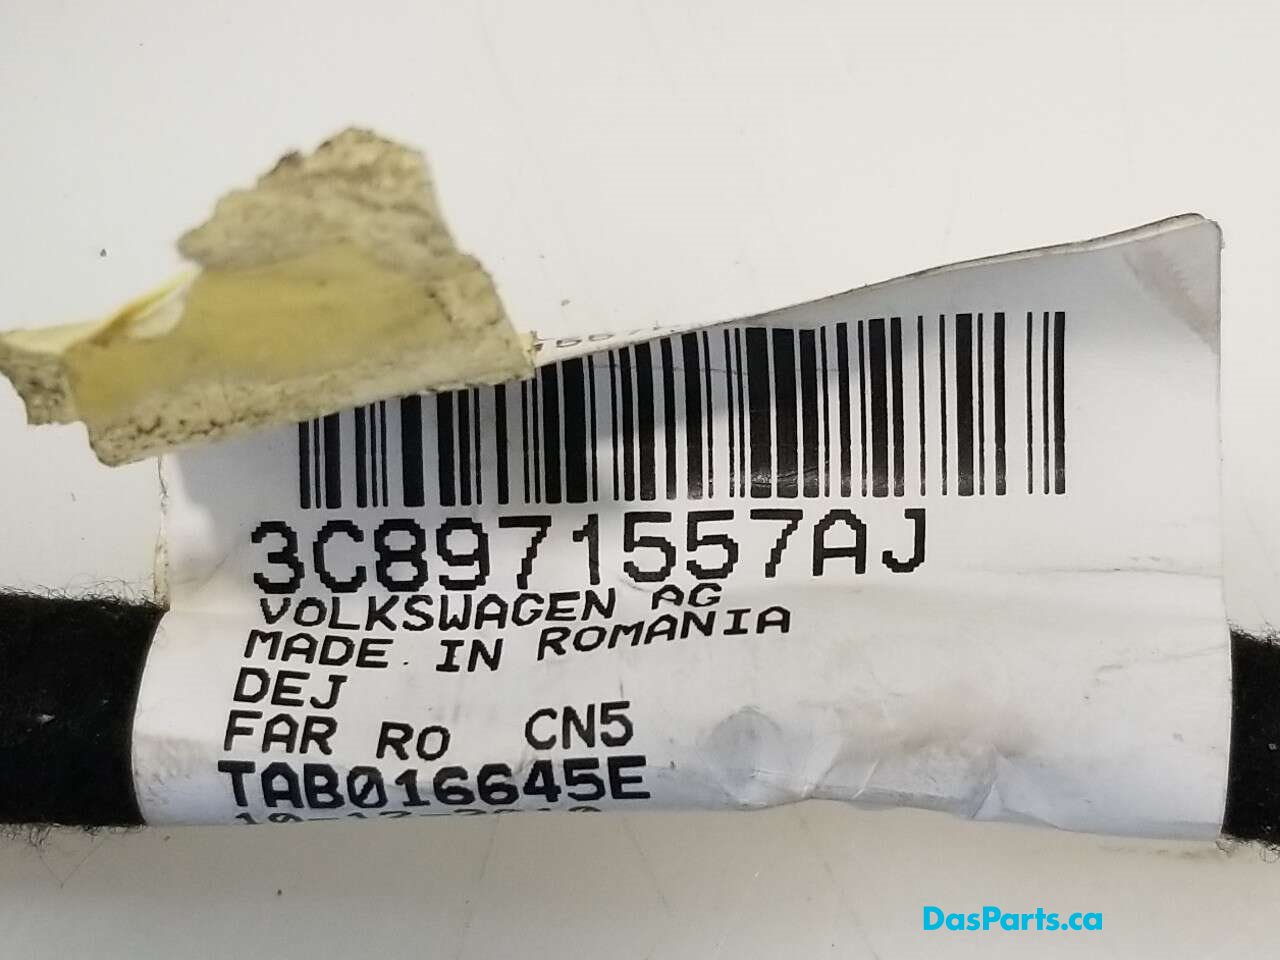 3C8971557AJ
VOLKSWAGEN AG
MADE IN ROMANIA
DEJ
FAR RO CN5
TAB016645E
DasParts.ca